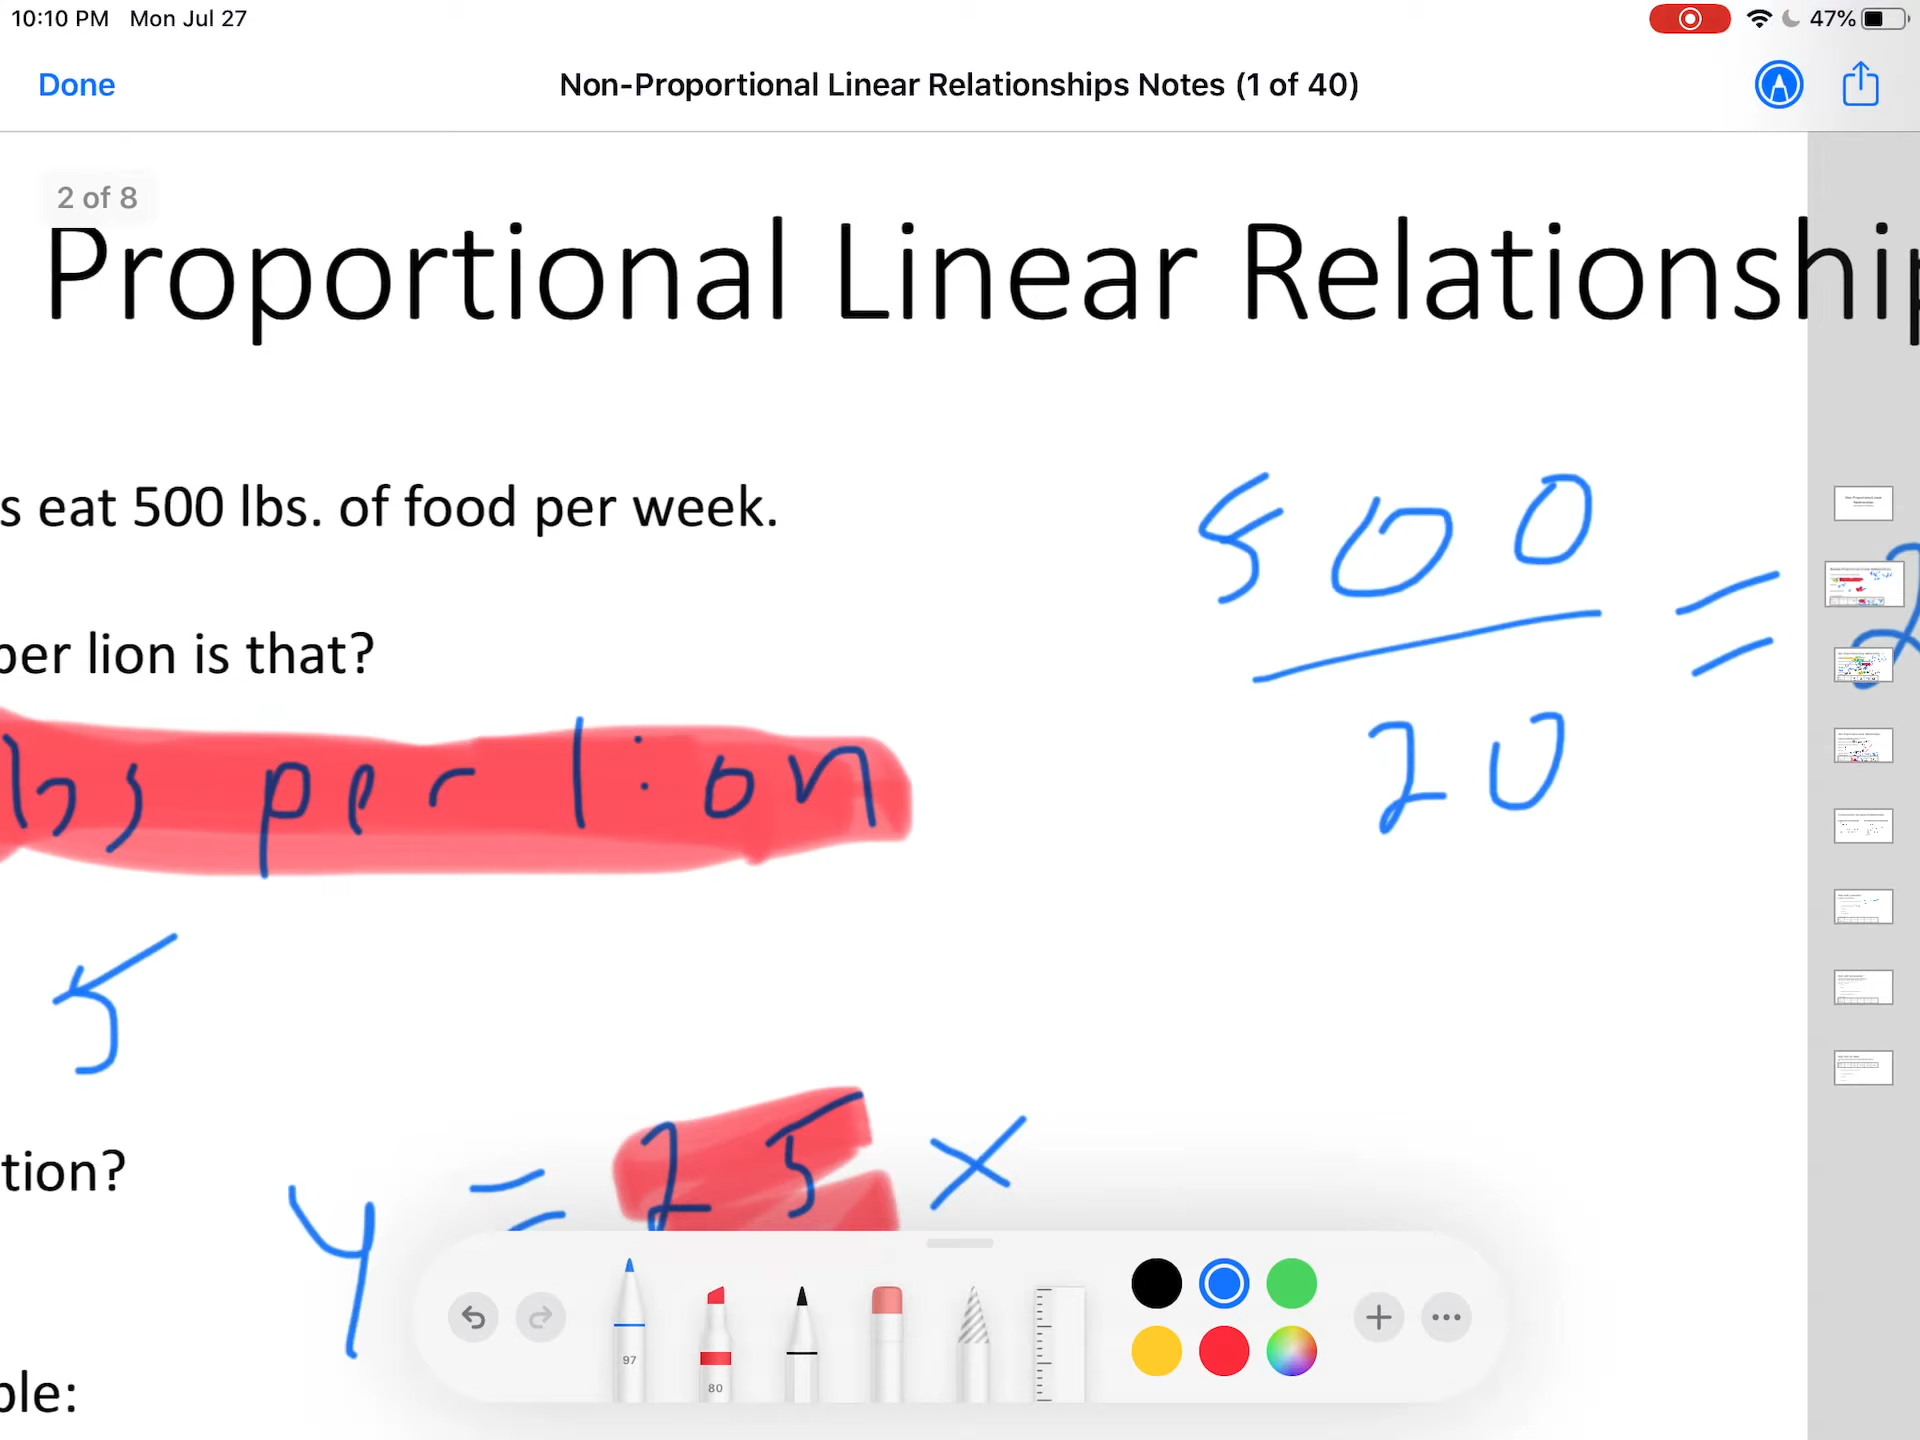 10:10 PM Mon Jul 27 47%
Done Non-Proportional Linear Relationships Notes (1 of 40)
2 of 8
Proportional Linear Relationship
s eat 500 lbs. of food per week.
500
= 2
20
per lion is that?
lbs per lion
5
tion?
y = 25 x
ble:
97
80